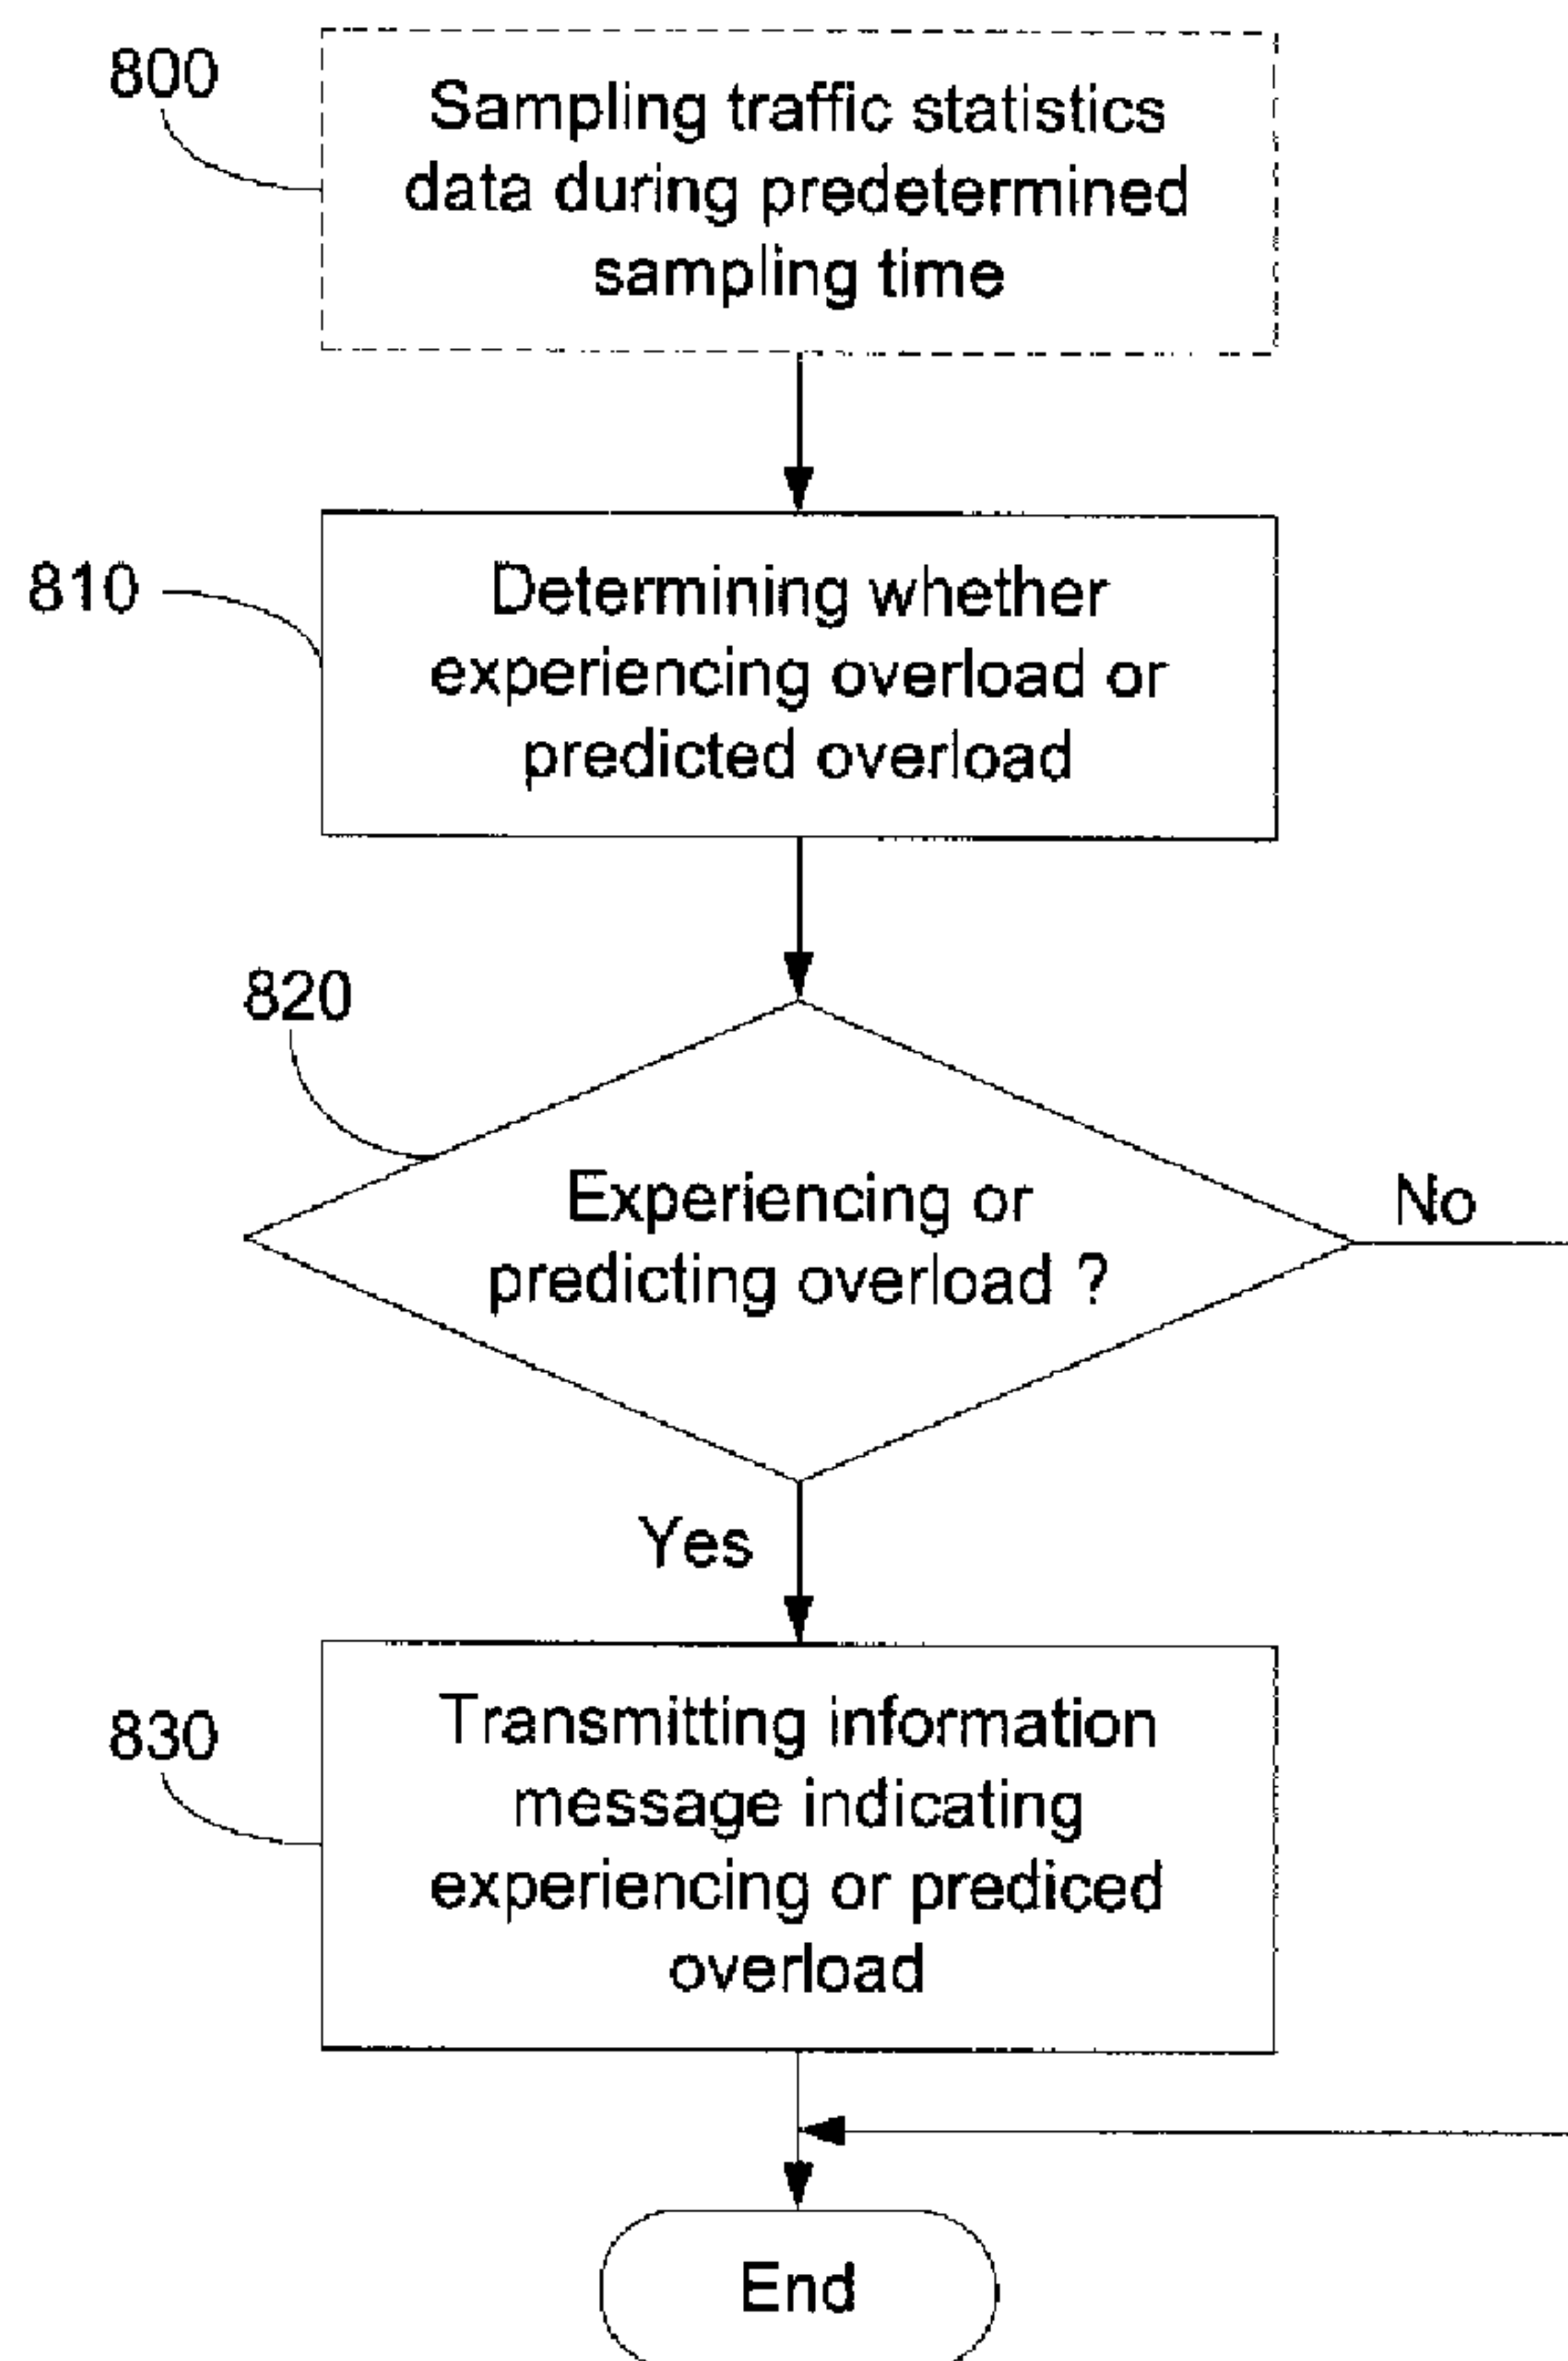 800
Sampling traffic statistics
data during predetermined
sampling time
810
Determining whether
experiencing overload or
predicted overload
820
Experiencing or
predicting overload ?
No
Yes
830
Transmitting information
message indicating
experiencing or prediced
overload
End